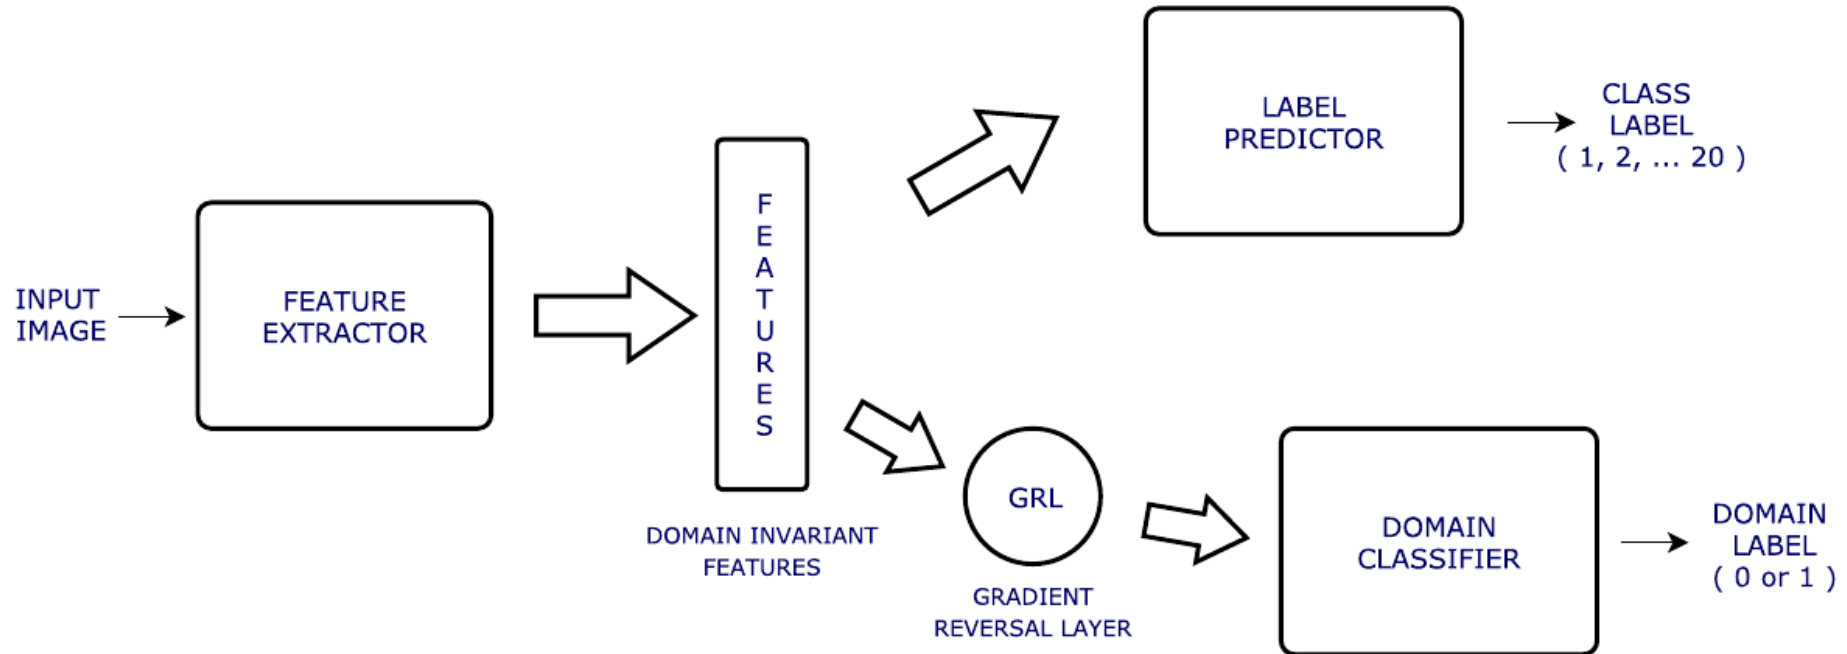 INPUT
IMAGE
FEATURE
EXTRACTOR
F
E
A
T
U
R
E
S
DOMAIN INVARIANT
FEATURES
LABEL
PREDICTOR
CLASS
LABEL
( 1, 2, ... 20 )
GRL
GRADIENT
REVERSAL LAYER
DOMAIN
CLASSIFIER
DOMAIN
LABEL
( 0 or 1 )